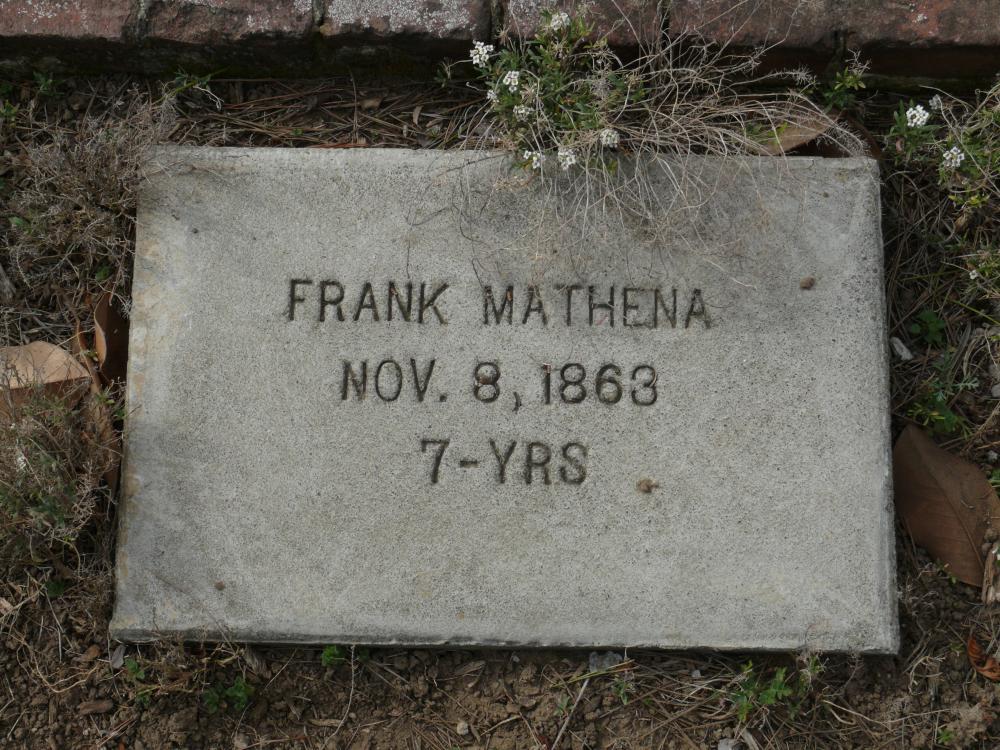 FRANK MATHENA
NOV. 8, 1863
7-YRS